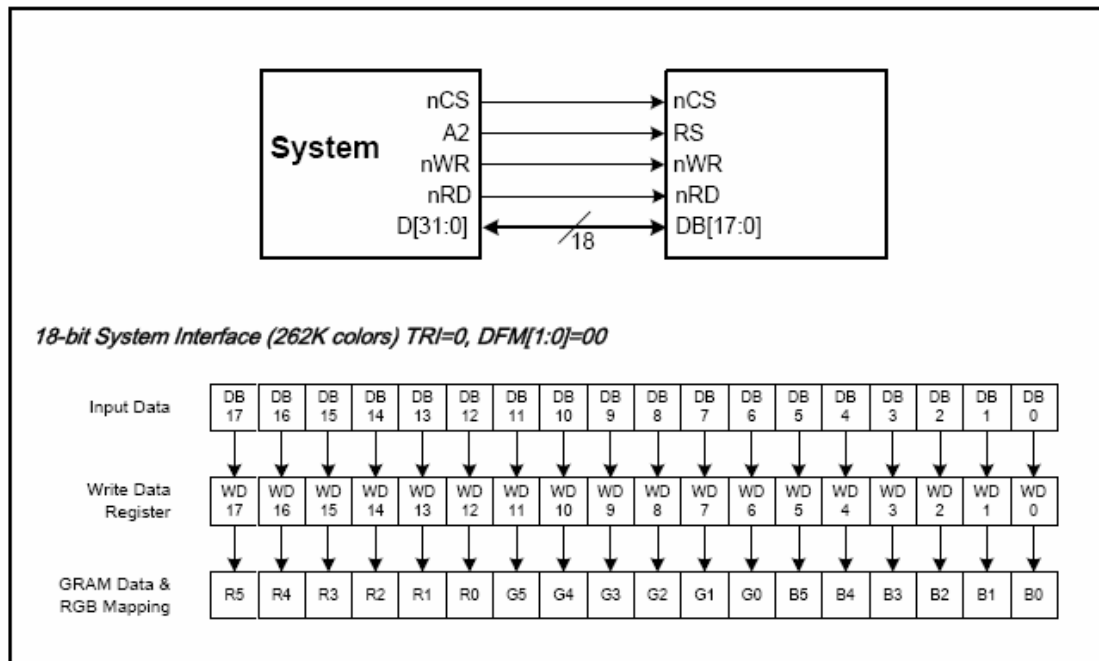 nCS nCS
A2 RS
System
nWR nWR
nRD nRD
D[31:0] DB[17:0]
18
18-bit System Interface (262K colors) TRI=0, DFM[1:0]=00
Input Data DB 17 DB 16 DB 15 DB 14 DB 13 DB 12 DB 11 DB 10 DB 9 DB 8 DB 7 DB 6 DB 5 DB 4 DB 3 DB 2 DB 1 DB 0
Write Data Register WD 17 WD 16 WD 15 WD 14 WD 13 WD 12 WD 11 WD 10 WD 9 WD 8 WD 7 WD 6 WD 5 WD 4 WD 3 WD 2 WD 1 WD 0
GRAM Data & RGB Mapping R5 R4 R3 R2 R1 R0 G5 G4 G3 G2 G1 G0 B5 B4 B3 B2 B1 B0